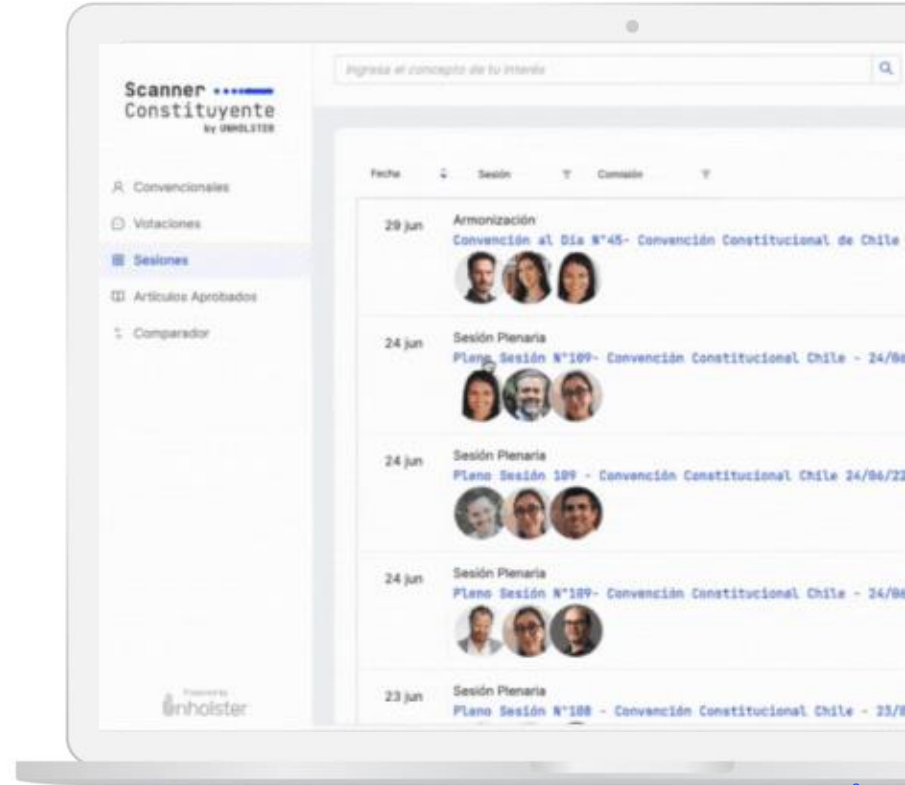 Scanner
Constituyente
by UNHOLSTER
Ingresa el concepto de tu interés
Convencionales
Votaciones
Sesiones
Artículos Aprobados
Comparador
Powered by
unholster
Fecha Sesión Comisión
29 jun
Armonización
Convención al Día N°45- Convención Constitucional de Chile
24 jun
Sesión Plenaria
Pleno Sesión N°109- Convención Constitucional Chile - 24/06
24 jun
Sesión Plenaria
Pleno Sesión 109 - Convención Constitucional Chile 24/06/22
24 jun
Sesión Plenaria
Pleno Sesión N°109- Convención Constitucional Chile - 24/06
23 jun
Sesión Plenaria
Pleno Sesión N°108 - Convención Constitucional Chile - 23/0